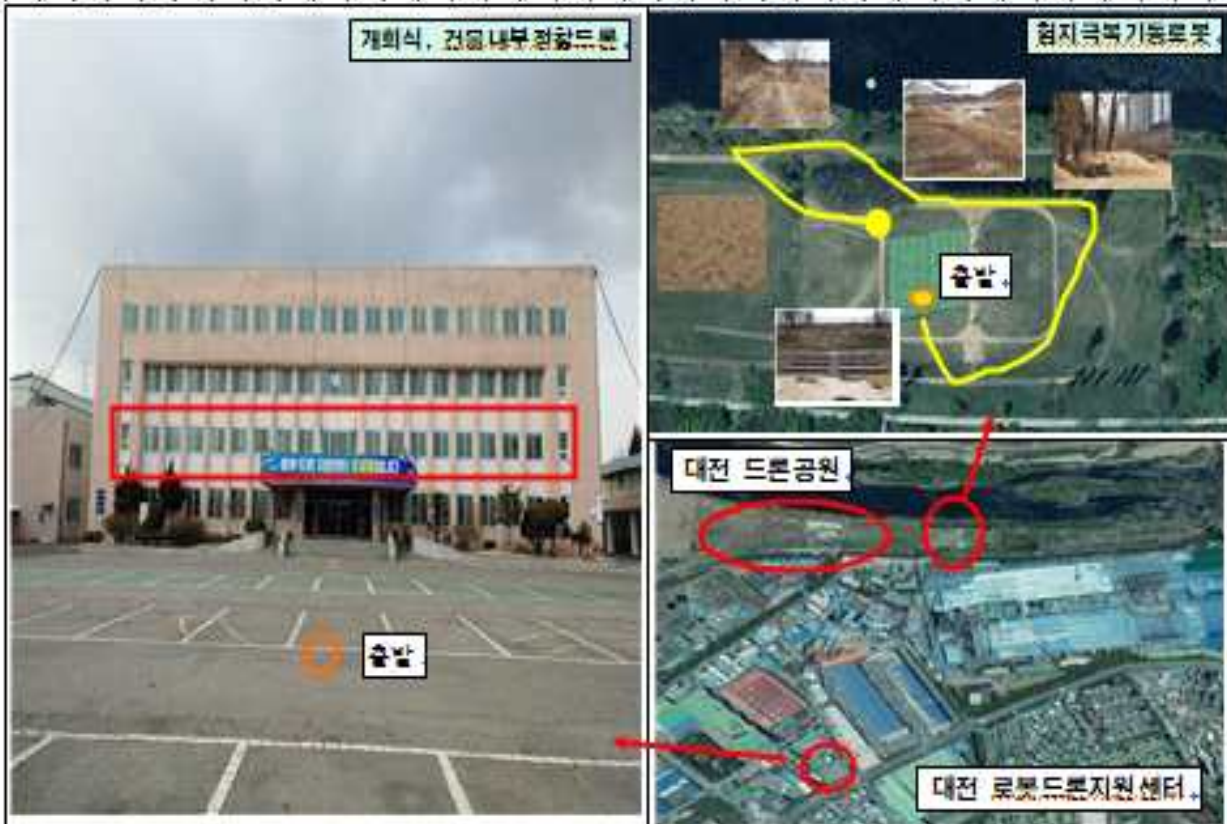 개회식, 건물내부정찰드론
험지극복기동로봇
출발
대전 드론공원
출발
대전 로봇드론지원센터